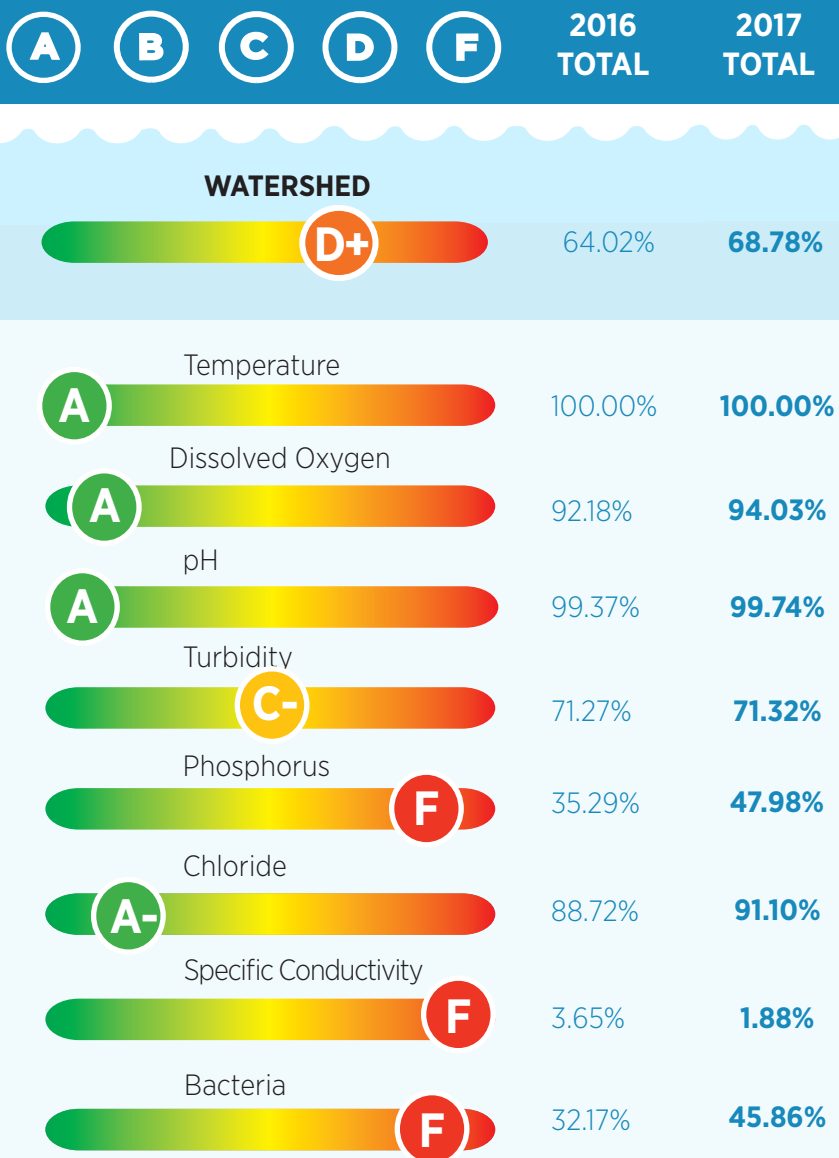 A B C D F 2016 TOTAL 2017 TOTAL
WATERSHED
D+ 64.02% 68.78%
Temperature
A 100.00% 100.00%
Dissolved Oxygen
A 92.18% 94.03%
pH
A 99.37% 99.74%
Turbidity
C- 71.27% 71.32%
Phosphorus
F 35.29% 47.98%
Chloride
A- 88.72% 91.10%
Specific Conductivity
F 3.65% 1.88%
Bacteria
F 32.17% 45.86%